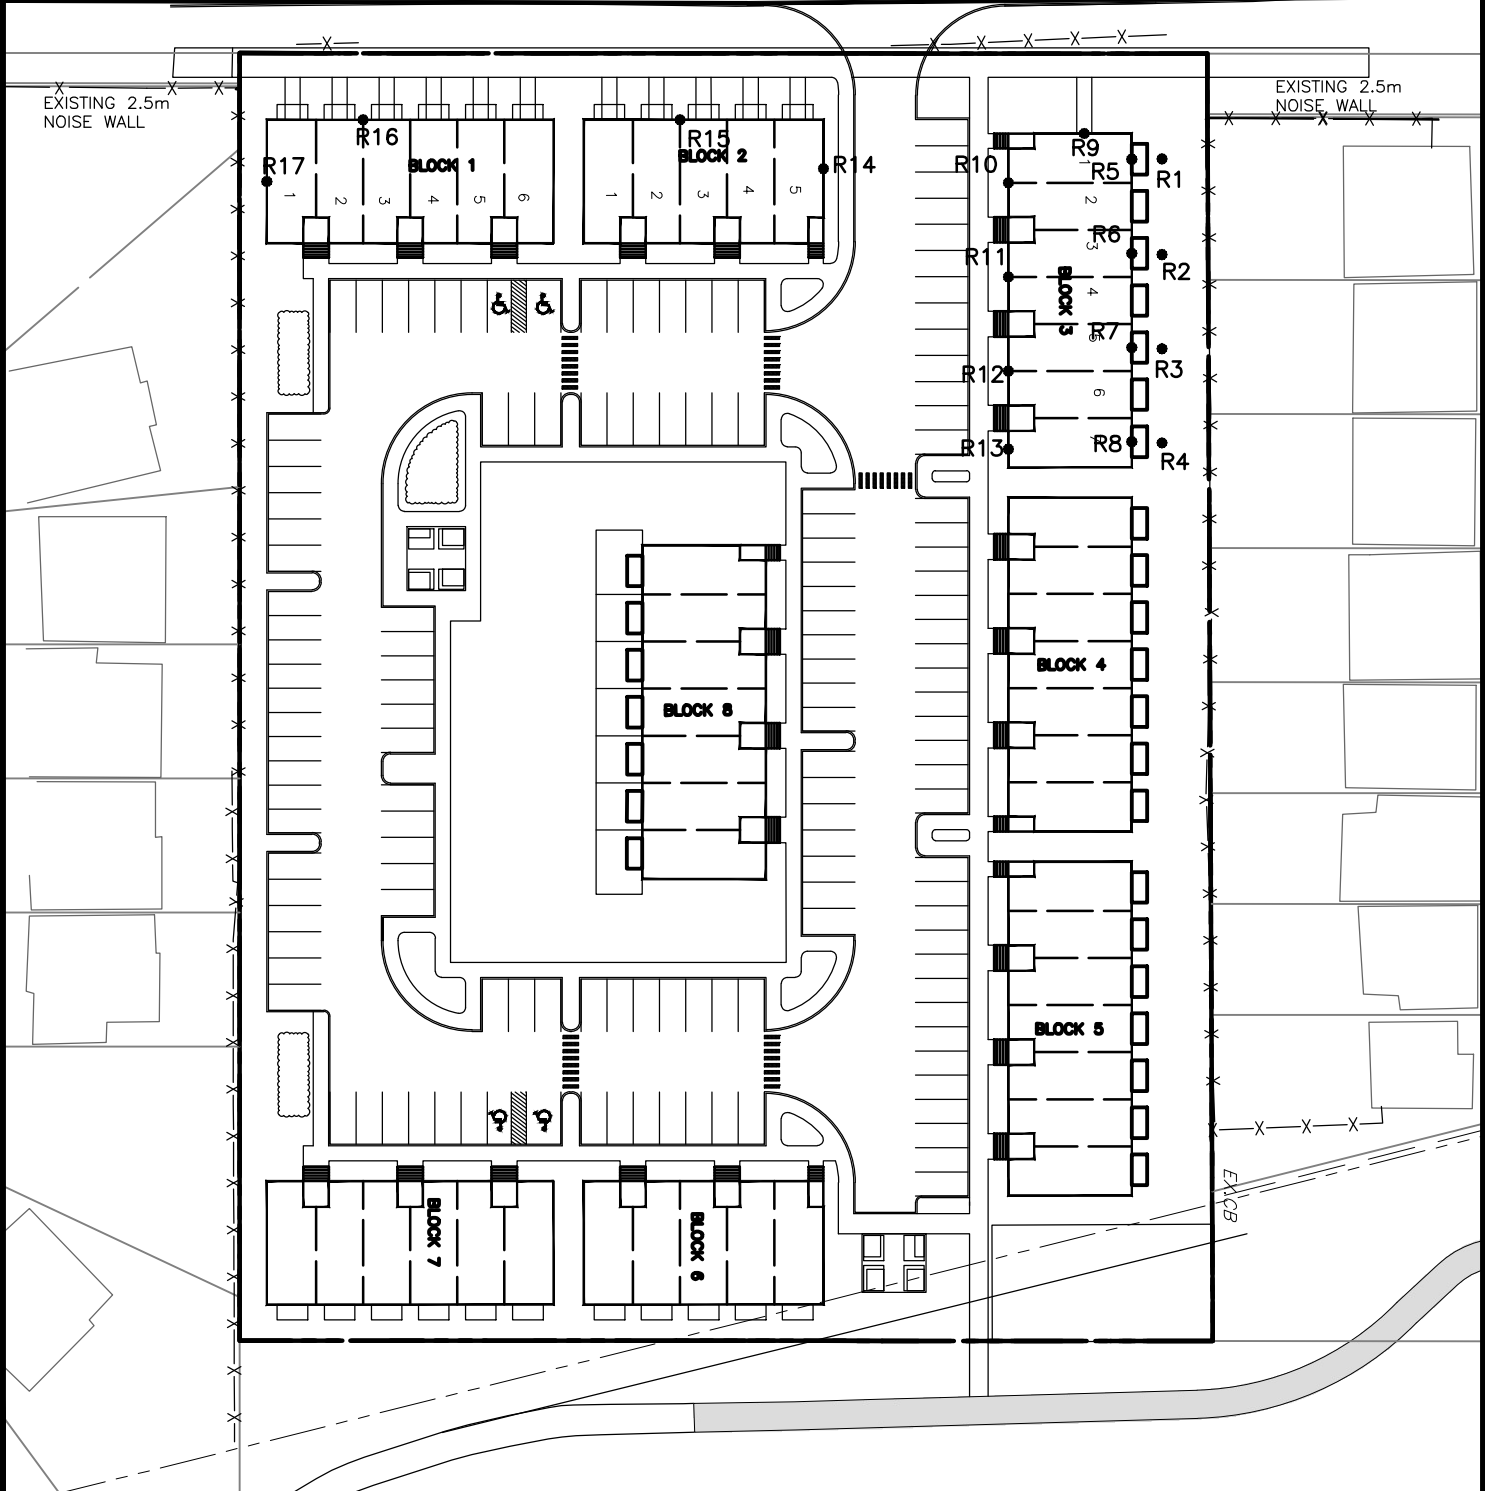 EXISTING 2.5m
NOISE WALL
EXISTING 2.5m
NOISE WALL
R17
R16
BLOCK 1
1
2
3
4
5
6
R15
BLOCK 2
1
2
3
4
5
R14
R10
R9
R5
R1
1
2
R6
3
R11
R2
4
BLOCK 3
R7
5
R12
R3
6
R13
R8
R4
BLOCK 4
BLOCK 8
BLOCK 5
EX.CB
BLOCK 7
BLOCK 6